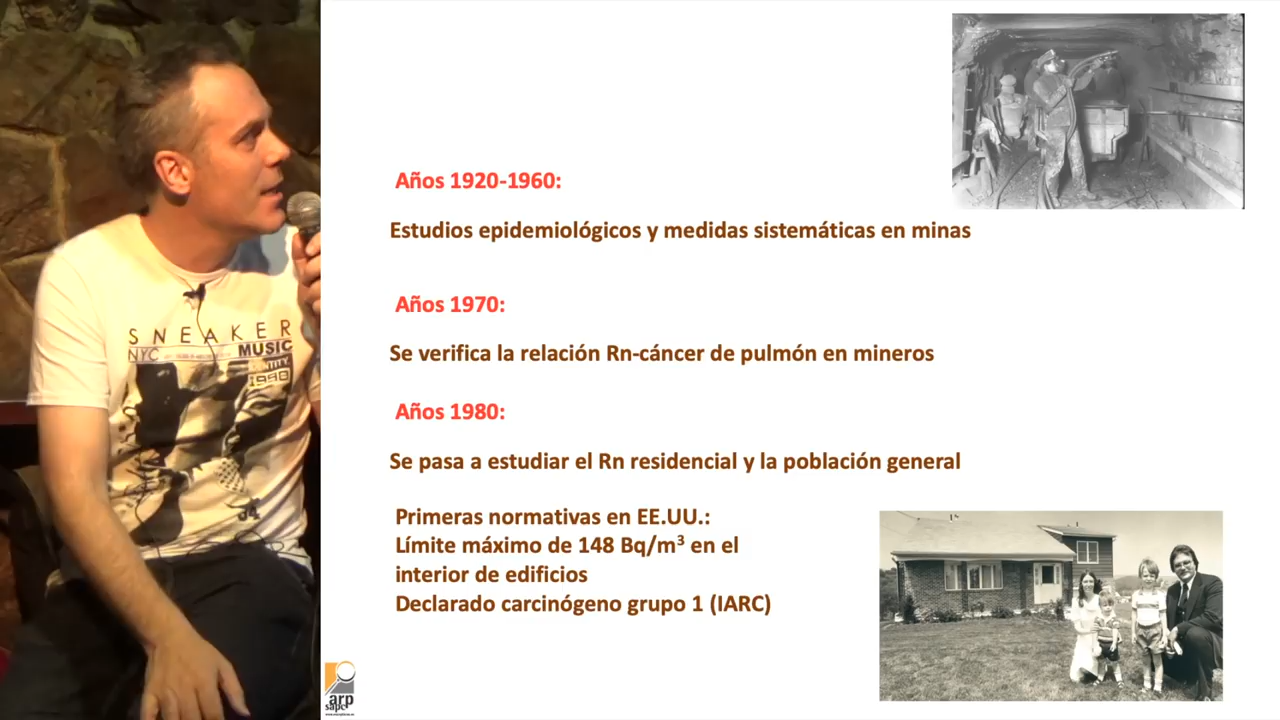 Años 1920-1960:
Estudios epidemiológicos y medidas sistemáticas en minas
Años 1970:
Se verifica la relación Rn-cáncer de pulmón en mineros
Años 1980:
Se pasa a estudiar el Rn residencial y la población general
Primeras normativas en EE.UU.:
Límite máximo de 148 Bq/m³ en el
interior de edificios
Declarado carcinógeno grupo 1 (IARC)
SNEAKER
NYC
MUSIC
1998
arp
sapc